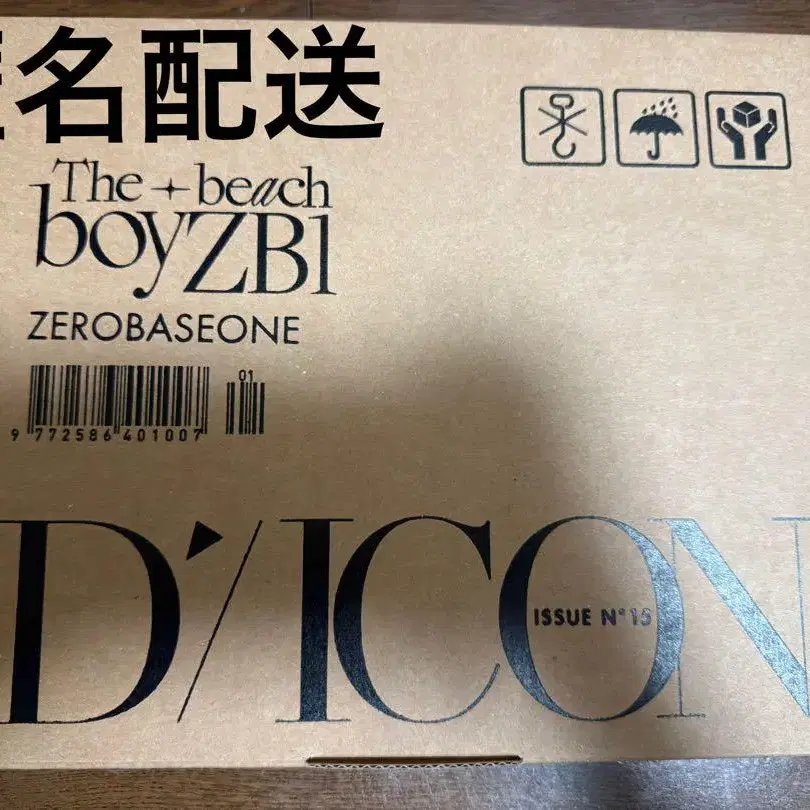 名配送
The beach
boyZB1
ZEROBASEONE
01
9 772586 401007
D'/ICON
ISSUE N° 15